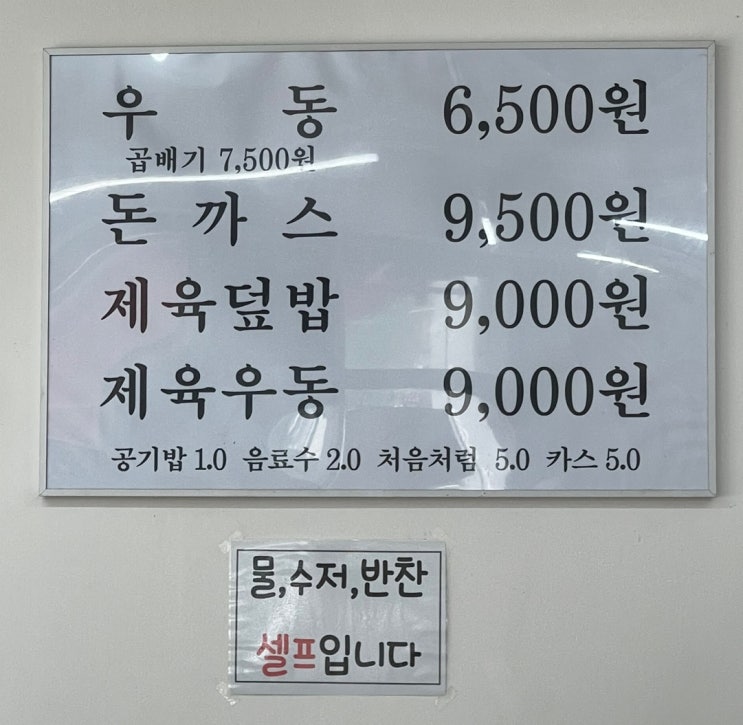 우 동 6,500원
곱배기 7,500원
돈 까 스 9,500원
제육덮밥 9,000원
제육우동 9,000원
공기밥 1.0 음료수 2.0 처음처럼 5.0 카스 5.0
물,수저,반찬
셀프입니다